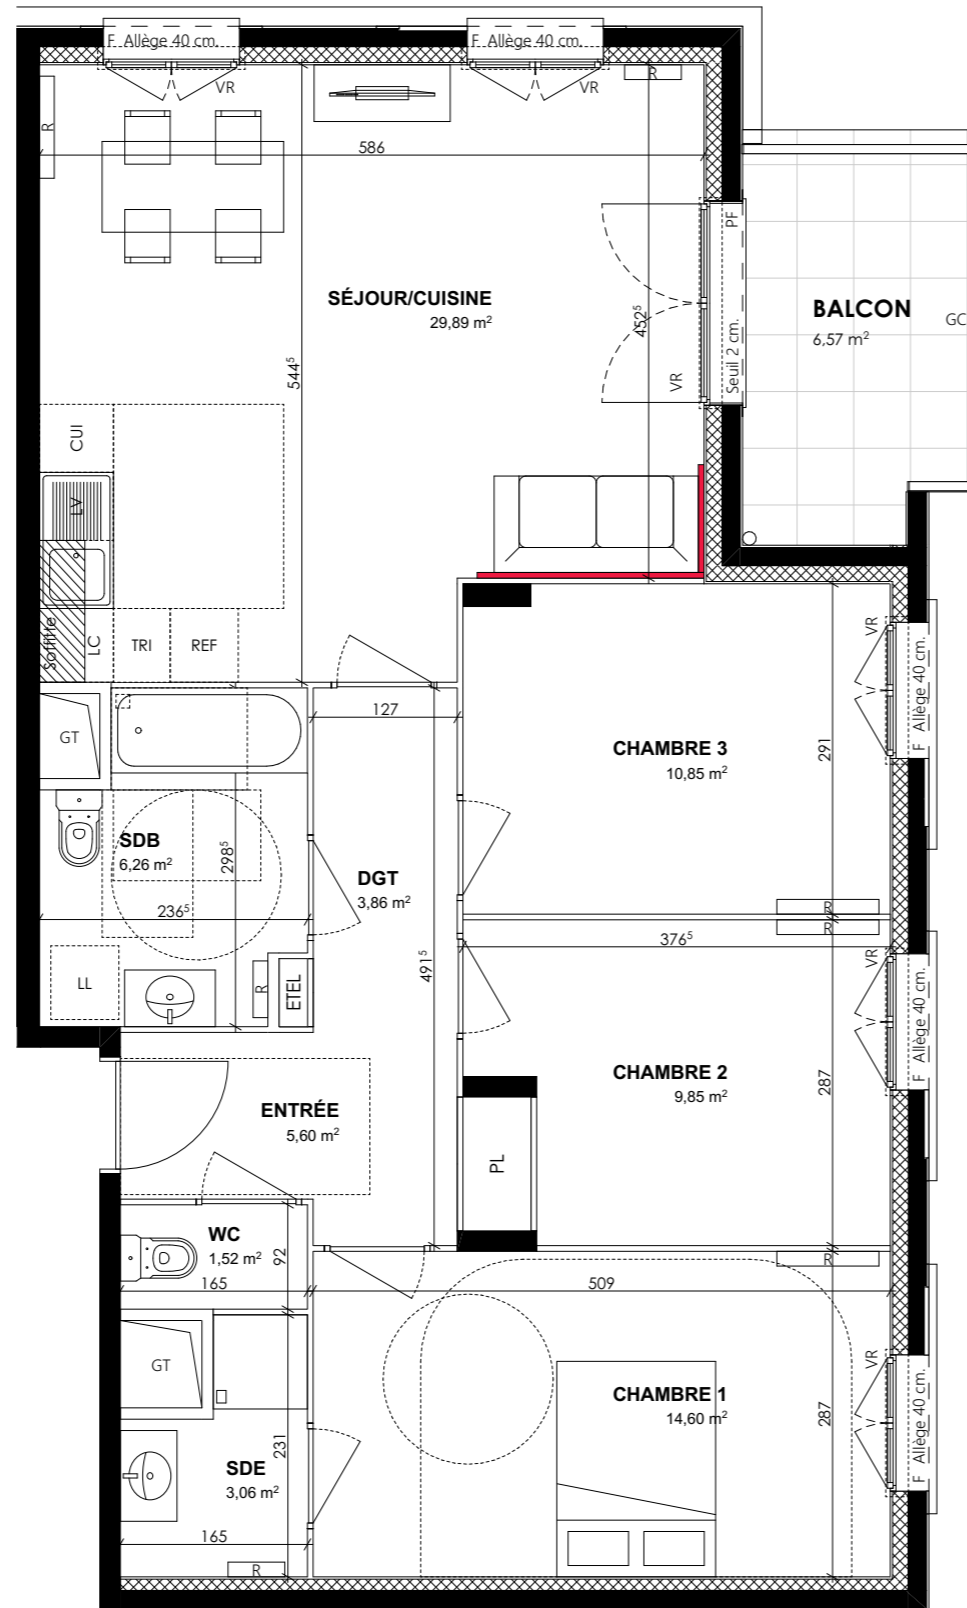 F Allège 40 cm.
F Allège 40 cm.
VR
VR
R
R
586
SÉJOUR/CUISINE
29,89 m²
452⁵
544⁵
PF
Seuil 2 cm.
VR
BALCON
6,57 m²
GC
CUI
LV
Soffitte
LC
TRI
REF
127
GT
VR
F Allège 40 cm.
CHAMBRE 3
10,85 m²
291
SDB
6,26 m²
298⁵
DGT
3,86 m²
236⁵
491⁵
R
R
376⁵
LL
R
ETEL
VR
F Allège 40 cm.
CHAMBRE 2
9,85 m²
287
ENTRÉE
5,60 m²
PL
WC
1,52 m²
92
165
509
R
GT
VR
F Allège 40 cm.
CHAMBRE 1
14,60 m²
287
231
SDE
3,06 m²
165
R